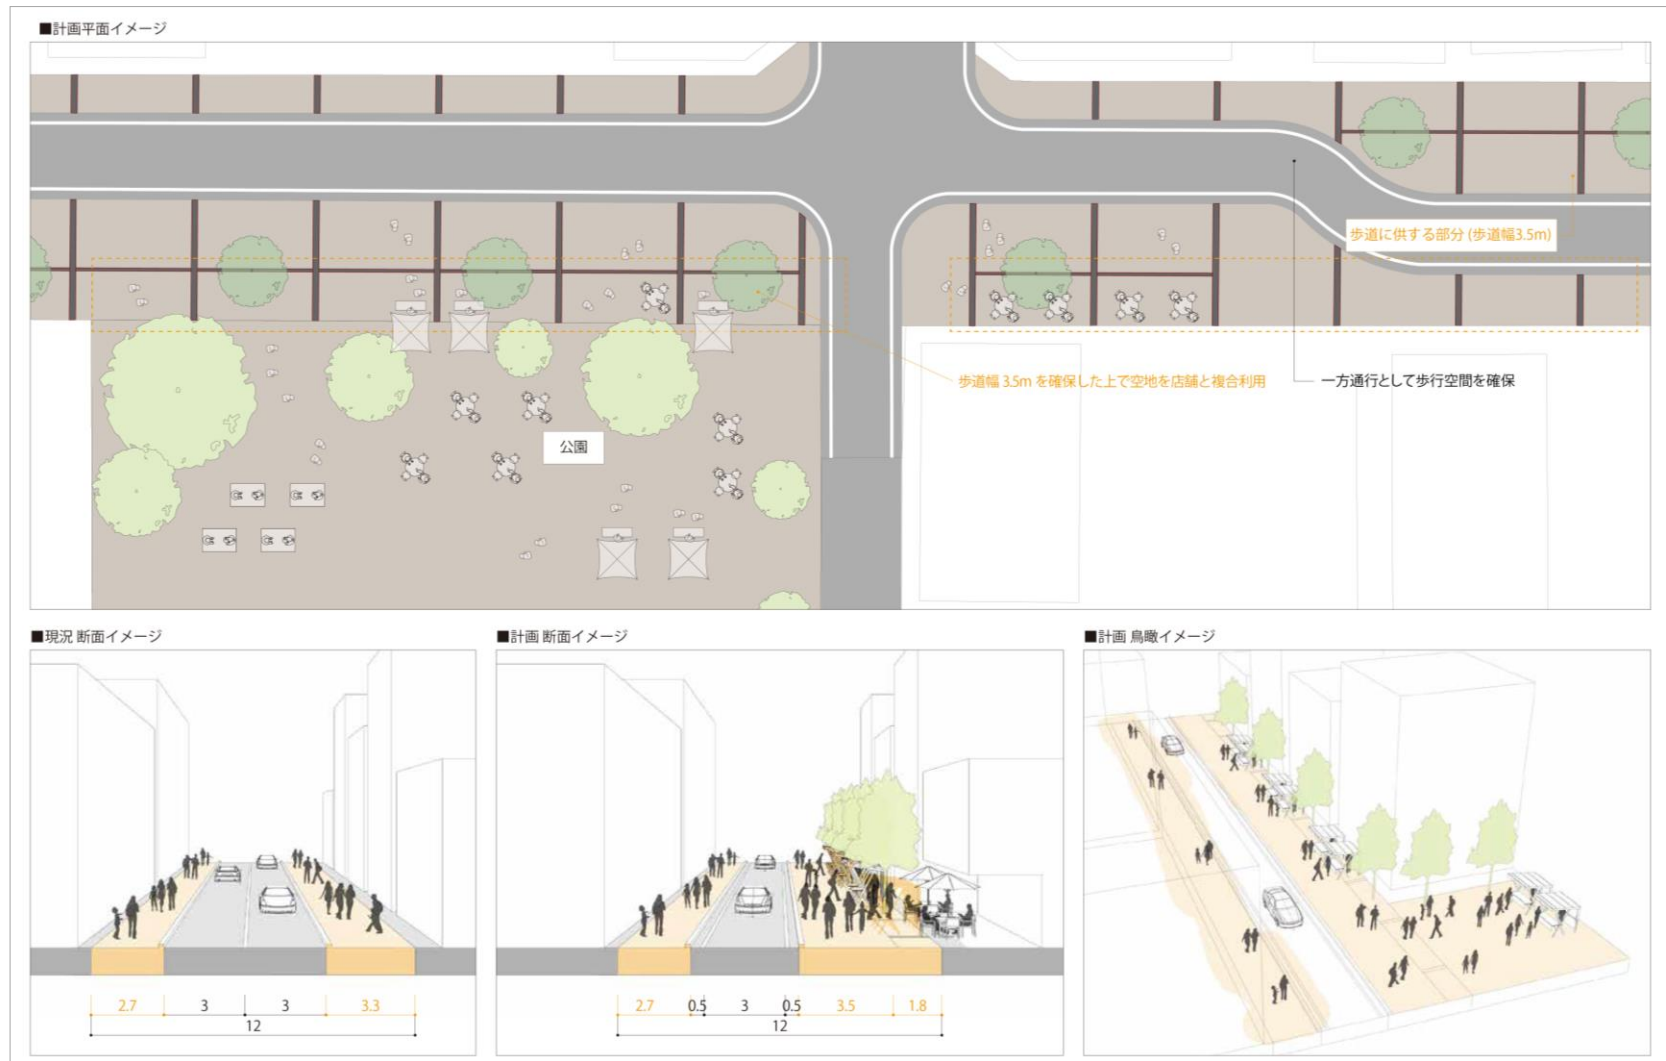 ■計画平面イメージ
歩道に供する部分 (歩道幅3.5m)
歩道幅 3.5m を確保した上で空地を店舗と複合利用
一方通行として歩行空間を確保
公園
■現況 断面イメージ
2.7 3 3 3.3
12
■計画 断面イメージ
2.7 0.5 3 0.5 3.5 1.8
12
■計画 鳥瞰イメージ